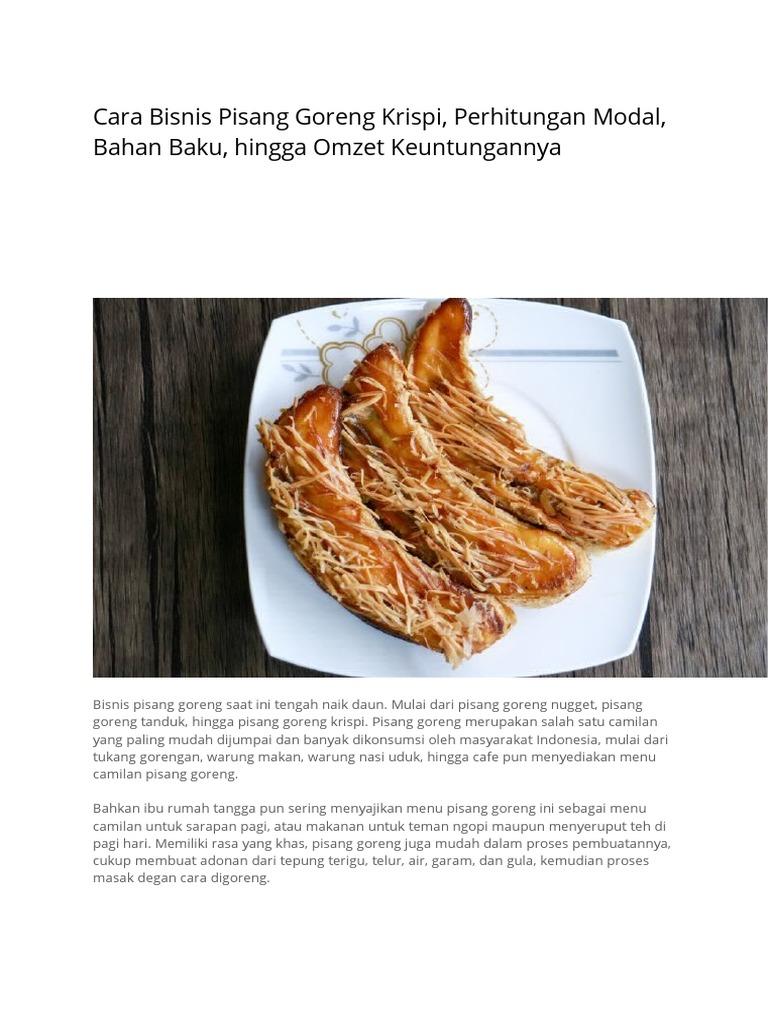 Cara Bisnis Pisang Goreng Krispi, Perhitungan Modal,
Bahan Baku, hingga Omzet Keuntungannya
Bisnis pisang goreng saat ini tengah naik daun. Mulai dari pisang goreng nugget, pisang
goreng tanduk, hingga pisang goreng krispi. Pisang goreng merupakan salah satu camilan
yang paling mudah dijumpai dan banyak dikonsumsi oleh masyarakat Indonesia, mulai dari
tukang gorengan, warung makan, warung nasi uduk, hingga cafe pun menyediakan menu
camilan pisang goreng.
Bahkan ibu rumah tangga pun sering menyajikan menu pisang goreng ini sebagai menu
camilan untuk sarapan pagi, atau makanan untuk teman ngopi maupun menyeruput teh di
pagi hari. Memiliki rasa yang khas, pisang goreng juga mudah dalam proses pembuatannya,
cukup membuat adonan dari tepung terigu, telur, air, garam, dan gula, kemudian proses
masak degan cara digoreng.